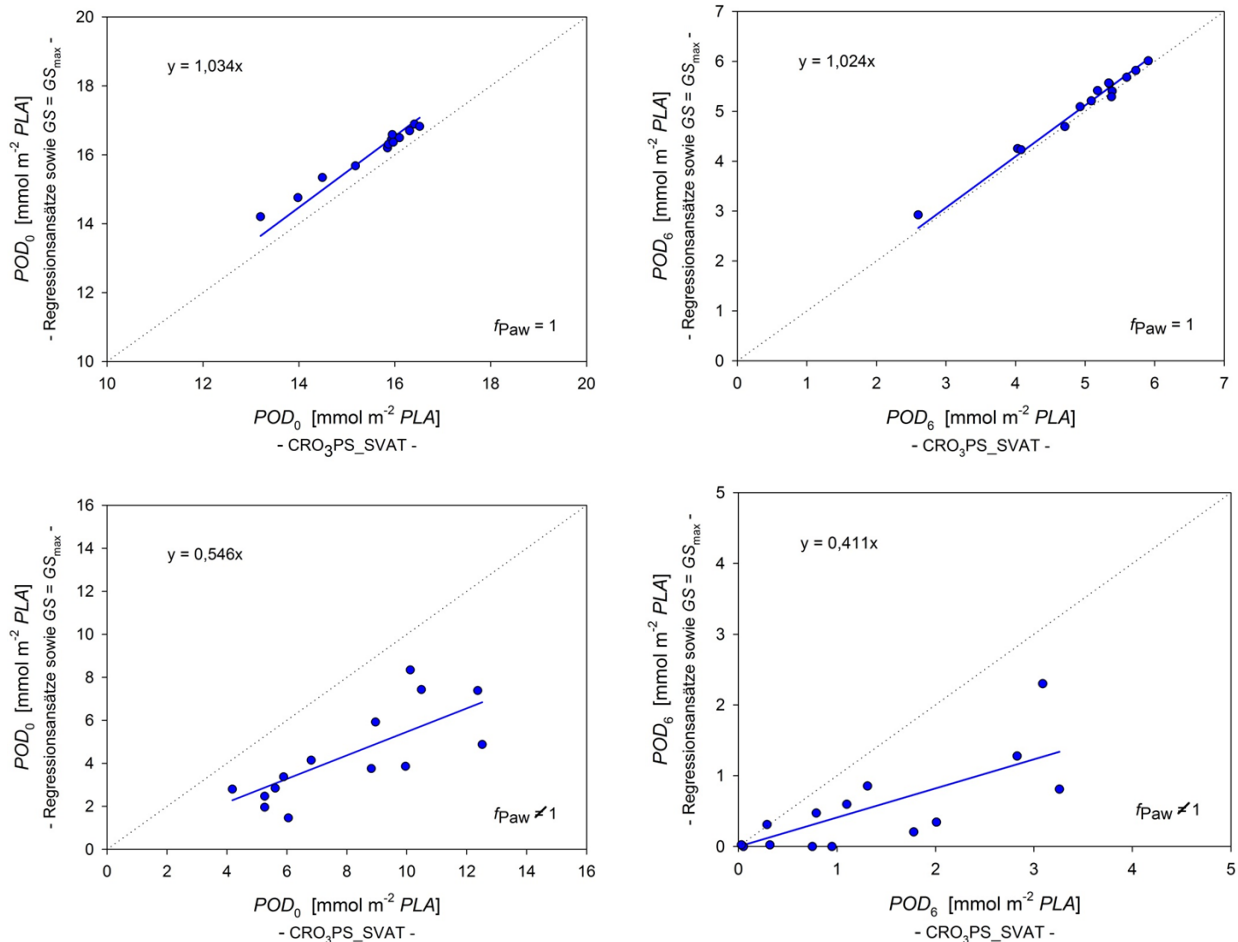 POD₀ [mmol m⁻² PLA]
- Regressionsansätze sowie GS = GSₘₐₓ -
20
18
16
14
12
10
y = 1,034x
fPaw = 1
10 12 14 16 18 20
POD₀ [mmol m⁻² PLA]
- CRO3PS_SVAT -
POD₆ [mmol m⁻² PLA]
- Regressionsansätze sowie GS = GSₘₐₓ -
7
6
5
4
3
2
1
0
y = 1,024x
fPaw = 1
0 1 2 3 4 5 6 7
POD₆ [mmol m⁻² PLA]
- CRO₃PS_SVAT -
POD₀ [mmol m⁻² PLA]
- Regressionsansätze sowie GS = GSₘₐₓ -
16
14
12
10
8
6
4
2
0
y = 0,546x
fPaw ≠ 1
0 2 4 6 8 10 12 14 16
POD₀ [mmol m⁻² PLA]
- CRO₃PS_SVAT -
POD₆ [mmol m⁻² PLA]
- Regressionsansätze sowie GS = GSₘₐₓ -
5
4
3
2
1
0
y = 0,411x
fPaw ≠ 1
0 1 2 3 4 5
POD₆ [mmol m⁻² PLA]
- CRO₃PS_SVAT -